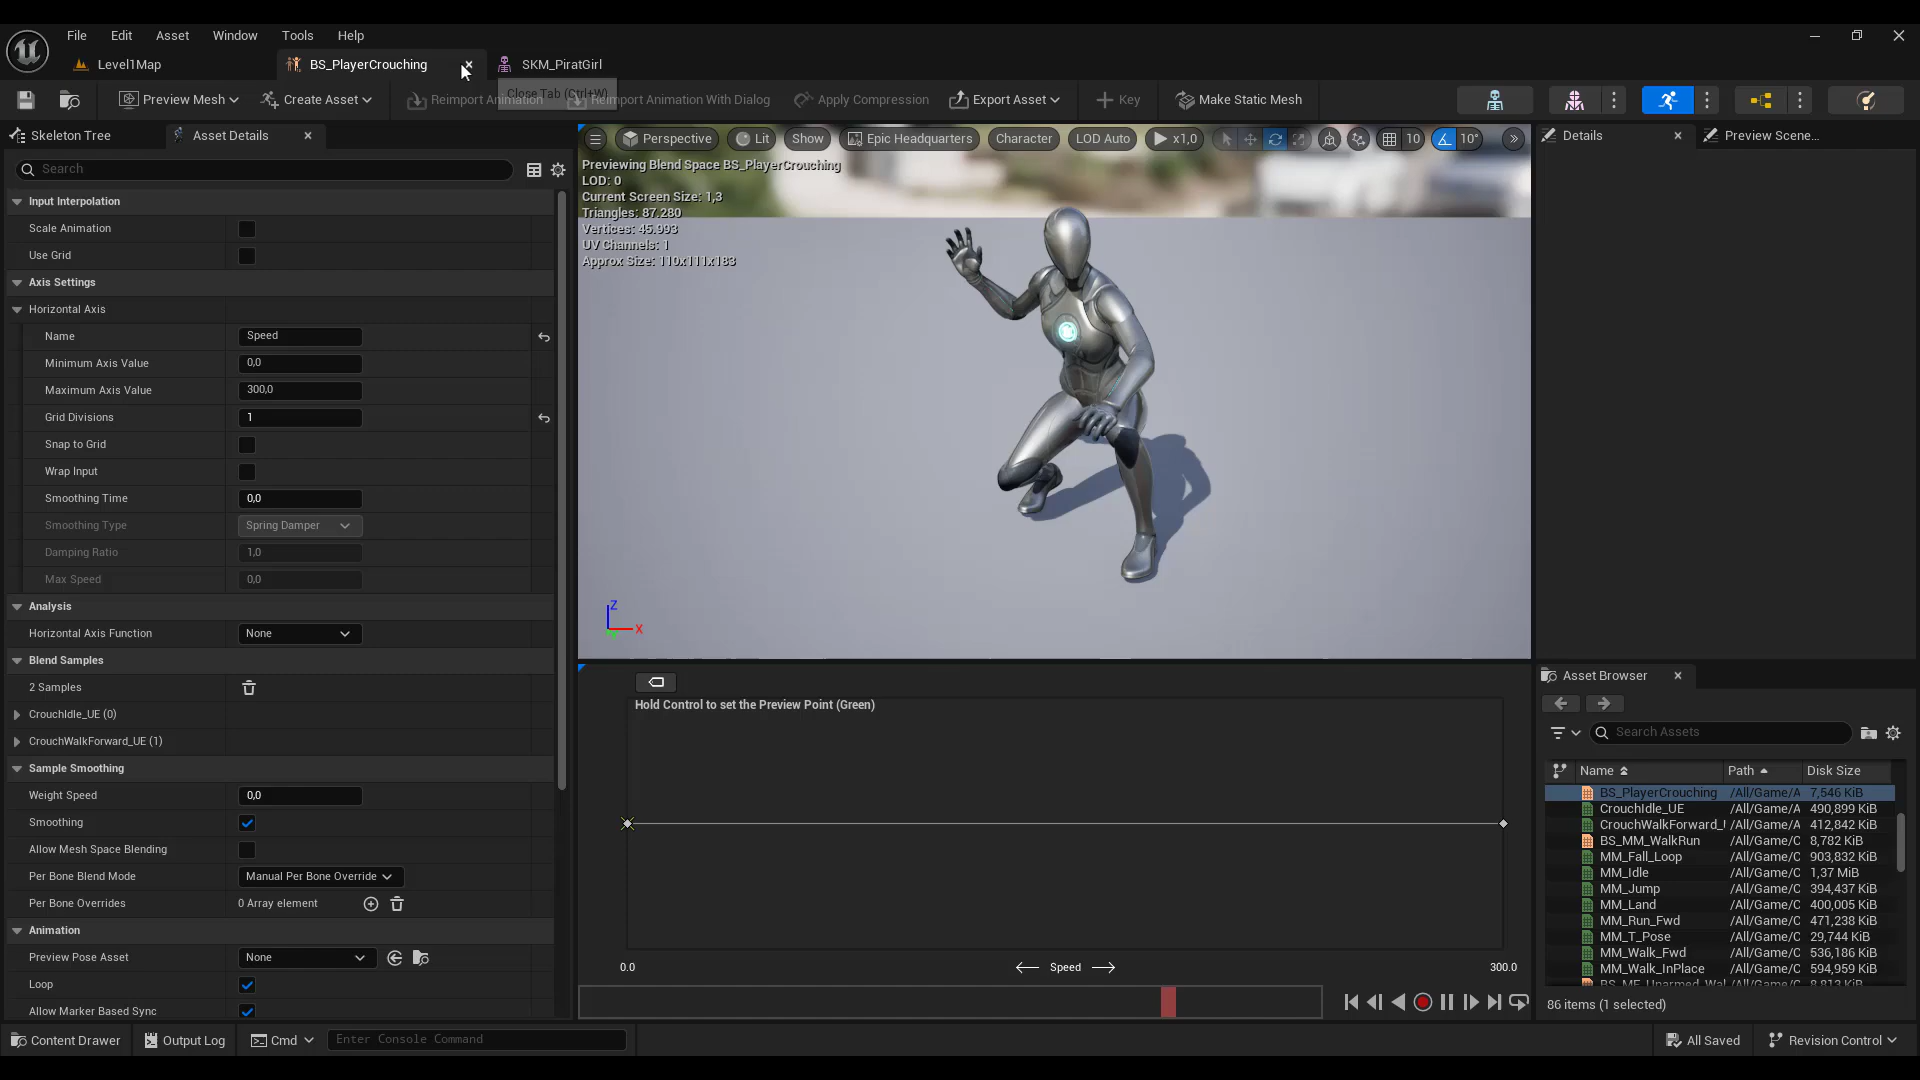 File Edit Asset Window Tools Help
Level1Map BS_PlayerCrouching SKM_PiratGirl
Close Tab (Ctrl+W)
Preview Mesh Create Asset Reimport Animation Reimport Animation With Dialog Apply Compression Export Asset Key Make Static Mesh
Skeleton Tree Asset Details
Search
Input Interpolation
Scale Animation
Use Grid
Axis Settings
Horizontal Axis
Name Speed
Minimum Axis Value 0,0
Maximum Axis Value 300,0
Grid Divisions 1
Snap to Grid
Wrap Input
Smoothing Time 0,0
Smoothing Type Spring Damper
Damping Ratio 1,0
Max Speed 0,0
Analysis
Horizontal Axis Function None
Blend Samples
2 Samples
CrouchIdle_UE (0)
CrouchWalkForward_UE (1)
Sample Smoothing
Weight Speed 0,0
Smoothing
Allow Mesh Space Blending
Per Bone Blend Mode Manual Per Bone Override
Per Bone Overrides 0 Array element
Animation
Preview Pose Asset None
Loop
Allow Marker Based Sync
Perspective Lit Show Epic Headquarters Character LOD Auto x1,0 10 10°
Previewing Blend Space BS_PlayerCrouching
LOD: 0
Current Screen Size: 1,3
Triangles: 87.280
Vertices: 45.993
UV Channels: 1
Approx Size: 110x111x183
Z
X
Hold Control to set the Preview Point (Green)
0.0 Speed 300.0
Details Preview Scene...
Asset Browser
Search Assets
Name Path Disk Size
BS_PlayerCrouching /All/Game/A 7,546 KiB
CrouchIdle_UE /All/Game/A 490,899 KiB
CrouchWalkForward_U /All/Game/A 412,842 KiB
BS_MM_WalkRun /All/Game/C 8,782 KiB
MM_Fall_Loop /All/Game/C 903,832 KiB
MM_Idle /All/Game/C 1,37 MiB
MM_Jump /All/Game/C 394,437 KiB
MM_Land /All/Game/C 400,005 KiB
MM_Run_Fwd /All/Game/C 471,238 KiB
MM_T_Pose /All/Game/C 29,744 KiB
MM_Walk_Fwd /All/Game/C 536,186 KiB
MM_Walk_InPlace /All/Game/C 594,959 KiB
BS_MF_Unarmed_Wal /All/Game/C 8,813 KiB
86 items (1 selected)
Content Drawer Output Log Cmd Enter Console Command All Saved Revision Control